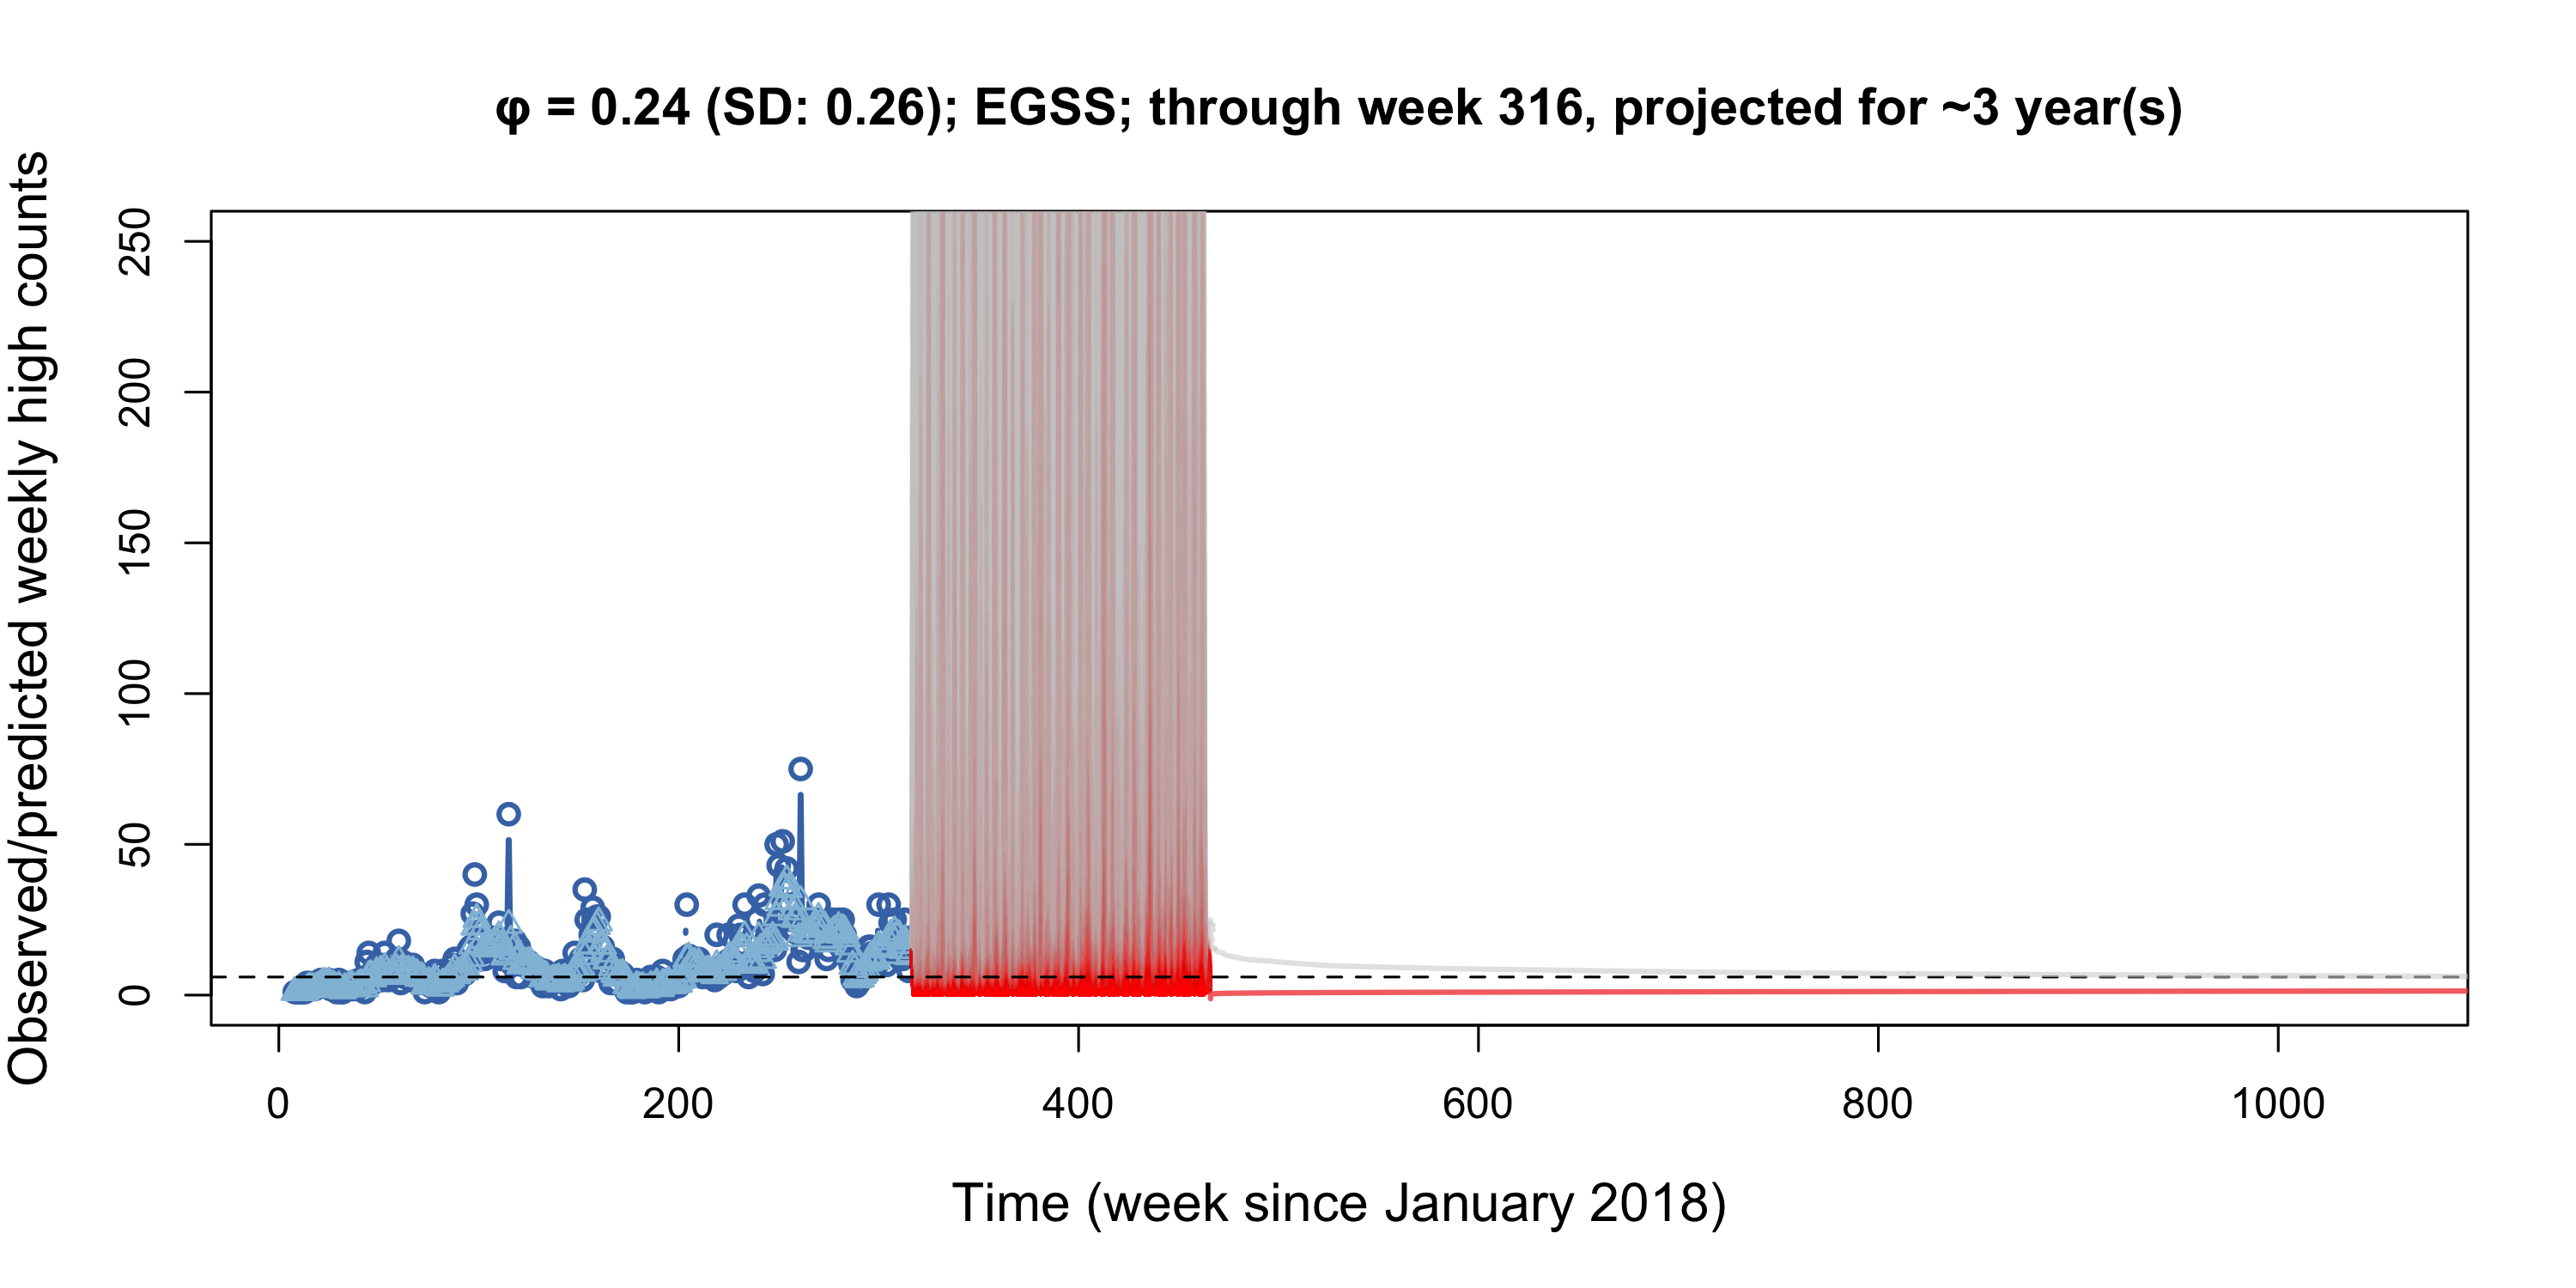 φ = 0.24 (SD: 0.26); EGSS; through week 316, projected for ~3 year(s)
Observed/predicted weekly high counts
250
200
150
100
50
0
0 200 400 600 800 1000
Time (week since January 2018)